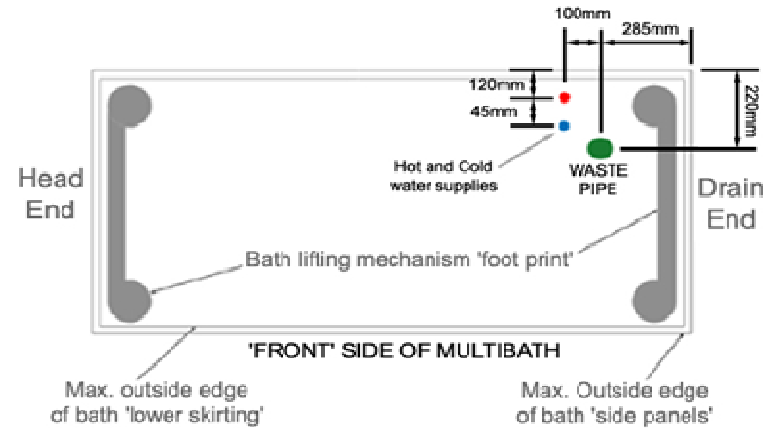 100mm
285mm
120mm
45mm
220mm
Hot and Cold
water supplies
WASTE
PIPE
Head
End
Drain
End
Bath lifting mechanism 'foot print'
'FRONT' SIDE OF MULTIBATH
Max. outside edge
of bath 'lower skirting'
Max. Outside edge
of bath 'side panels'